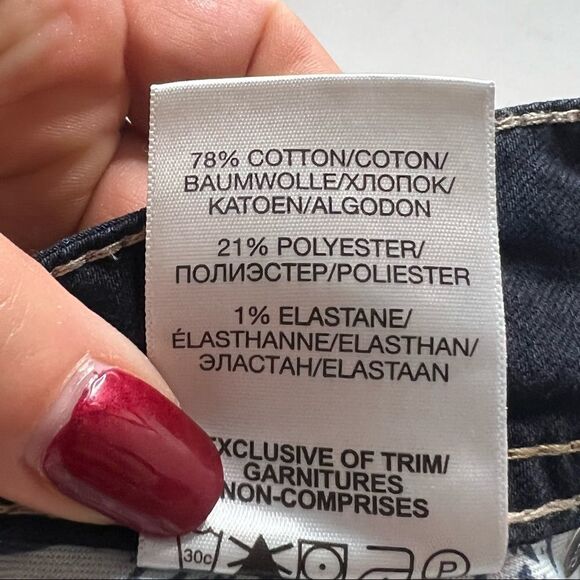 78% COTTON/COTON/
BAUMWOLLE/ХЛОПОК/
KATOEN/ALGODON
21% POLYESTER/
ПОЛИЭСТЕР/POLIESTER
1% ELASTANE/
ÉLASTHANNE/ELASTHAN/
ЭЛАСТАН/ELASTAAN
EXCLUSIVE OF TRIM/
GARNITURES
NON-COMPRISES
30c P